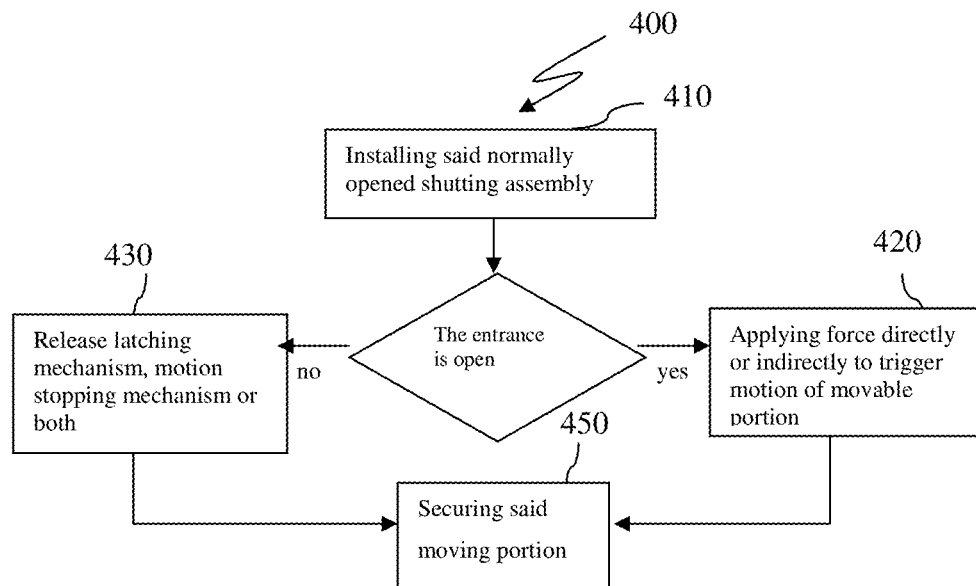 400
410
Installing said normally
opened shutting assembly
430
420
The entrance
is open
Release latching
mechanism, motion
stopping mechanism or
both
no
yes
Applying force directly
or indirectly to trigger
motion of movable
portion
450
Securing said
moving portion